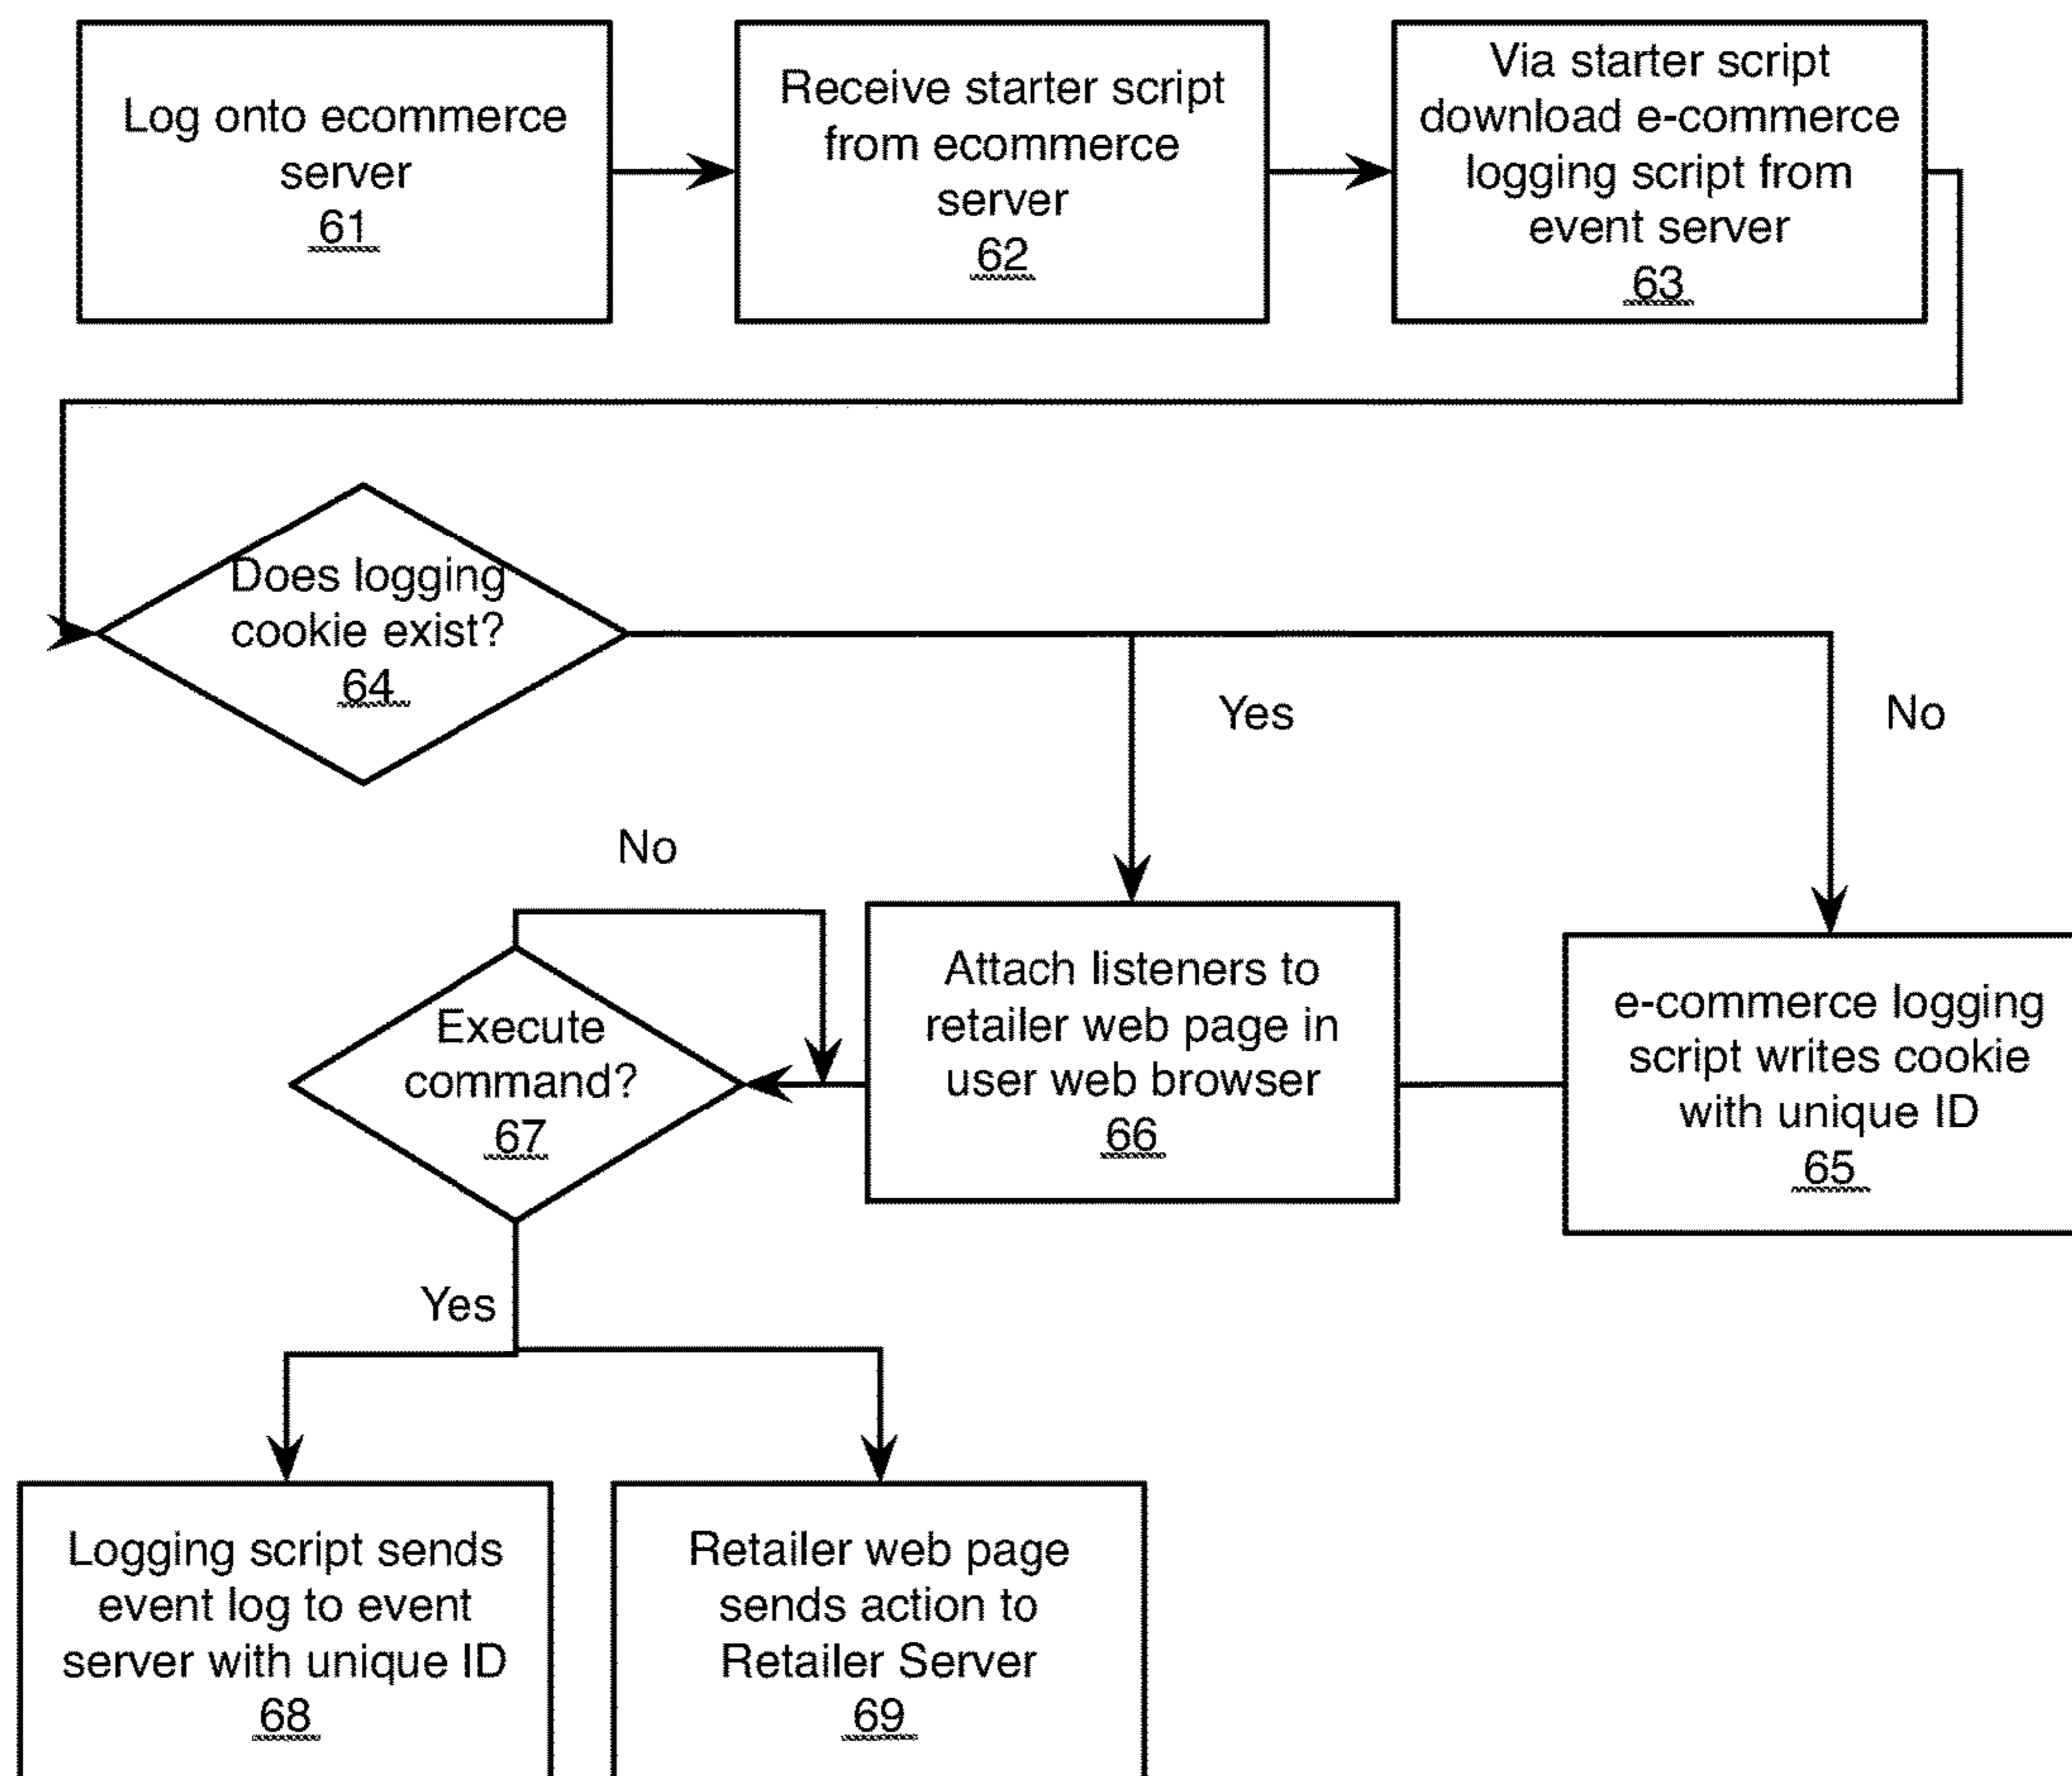 Log onto ecommerce
server
61
Receive starter script
from ecommerce
server
62
Via starter script
download e-commerce
logging script from
event server
63
Does logging
cookie exist?
64
Yes
No
No
Execute
command?
67
Attach listeners to
retailer web page in
user web browser
66
e-commerce logging
script writes cookie
with unique ID
65
Yes
Logging script sends
event log to event
server with unique ID
68
Retailer web page
sends action to
Retailer Server
69